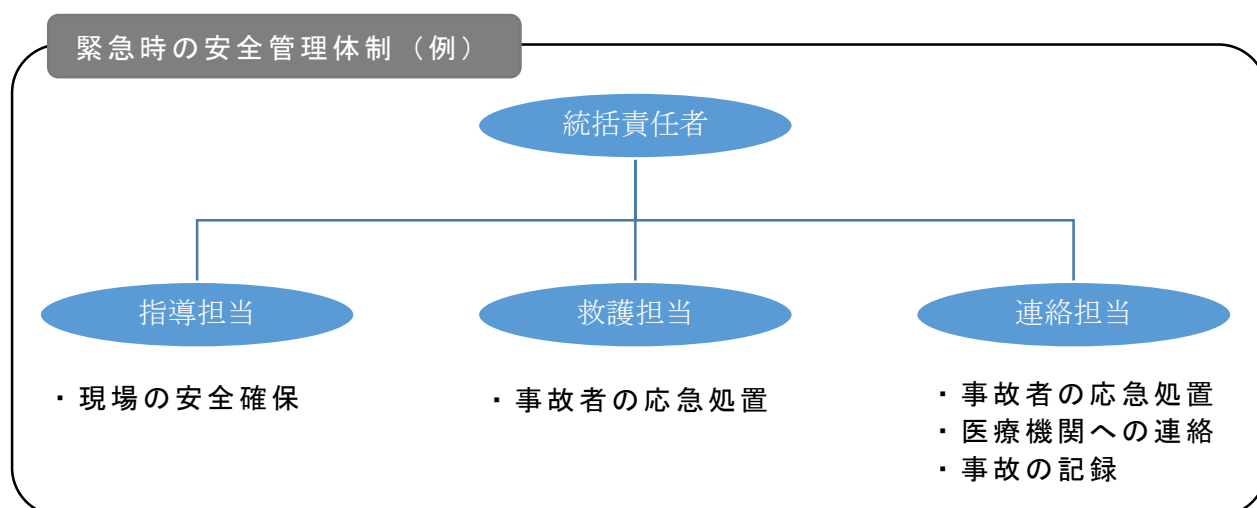 緊急時の安全管理体制（例）
統括責任者
指導担当
・現場の安全確保
救護担当
・事故者の応急処置
連絡担当
・事故者の応急処置
・医療機関への連絡
・事故の記録